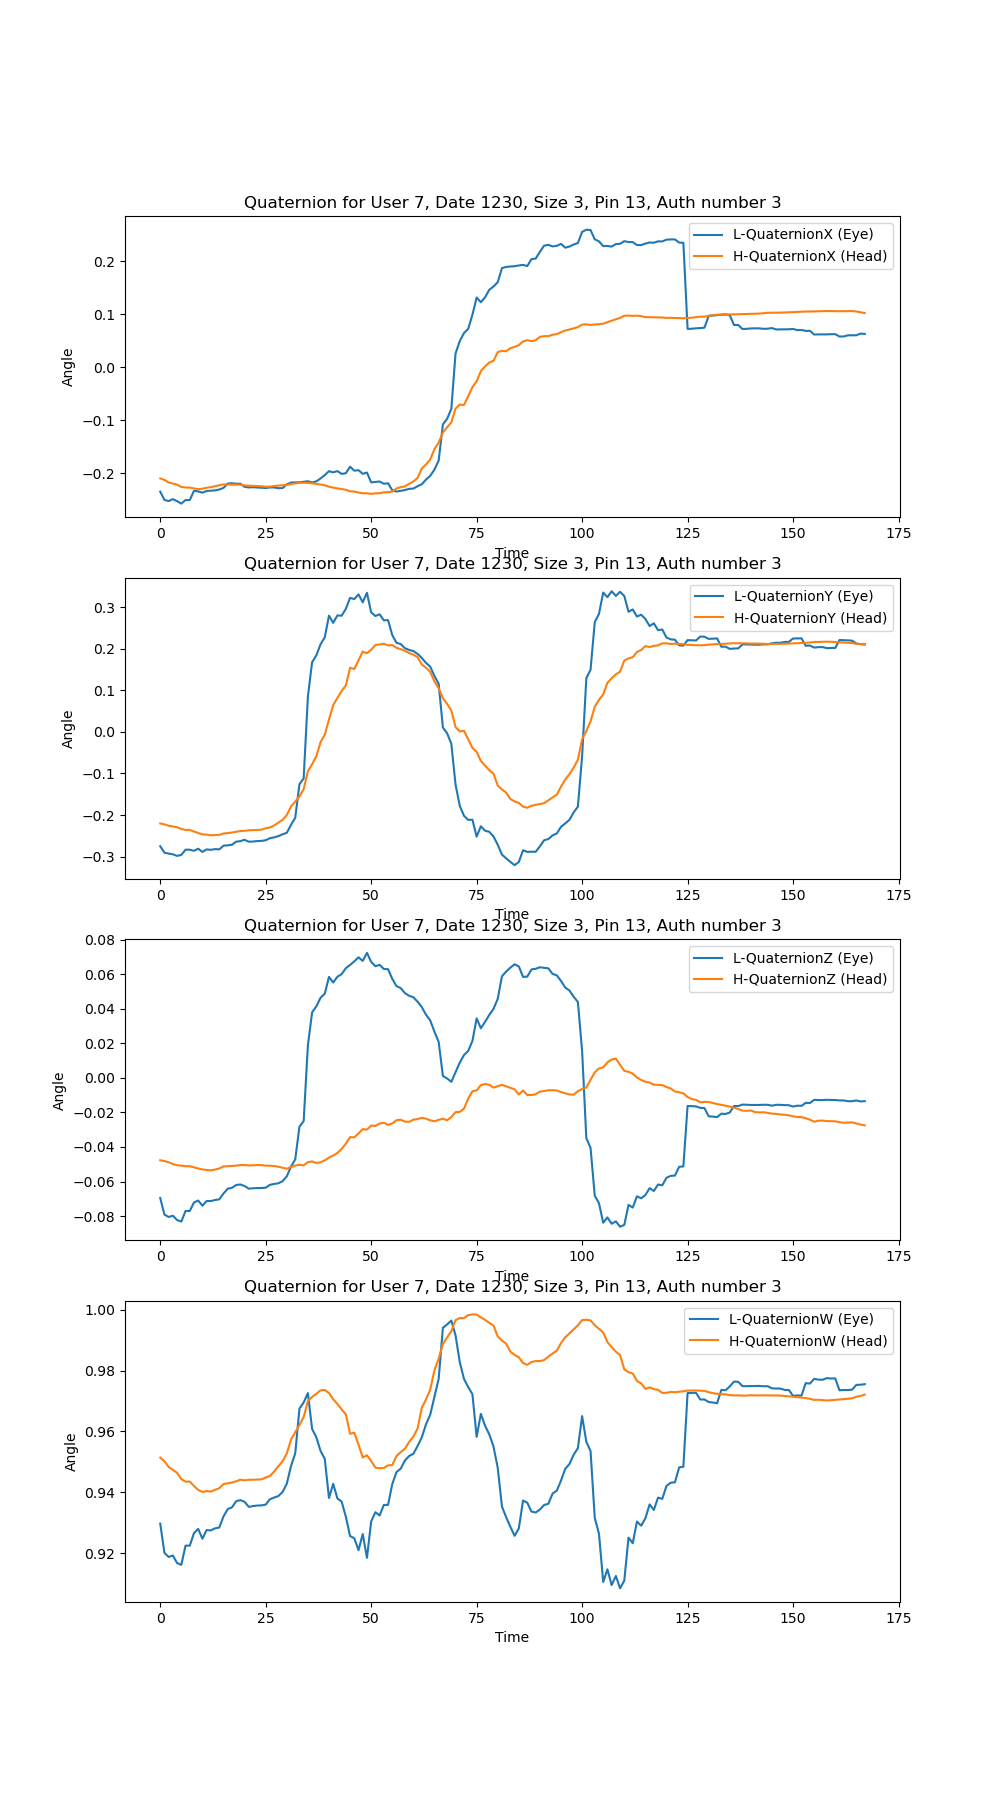 Quaternion for User 7, Date 1230, Size 3, Pin 13, Auth number 3
L-QuaternionX (Eye)
H-QuaternionX (Head)
0.2
0.1
0.0
−0.1
−0.2
Angle
0 25 50 75 100 125 150 175
Time
Quaternion for User 7, Date 1230, Size 3, Pin 13, Auth number 3
L-QuaternionY (Eye)
H-QuaternionY (Head)
0.3
0.2
0.1
0.0
−0.1
−0.2
−0.3
Angle
0 25 50 75 100 125 150 175
Time
Quaternion for User 7, Date 1230, Size 3, Pin 13, Auth number 3
L-QuaternionZ (Eye)
H-QuaternionZ (Head)
0.08
0.06
0.04
0.02
0.00
−0.02
−0.04
−0.06
−0.08
Angle
0 25 50 75 100 125 150 175
Time
Quaternion for User 7, Date 1230, Size 3, Pin 13, Auth number 3
L-QuaternionW (Eye)
H-QuaternionW (Head)
1.00
0.98
0.96
0.94
0.92
Angle
0 25 50 75 100 125 150 175
Time